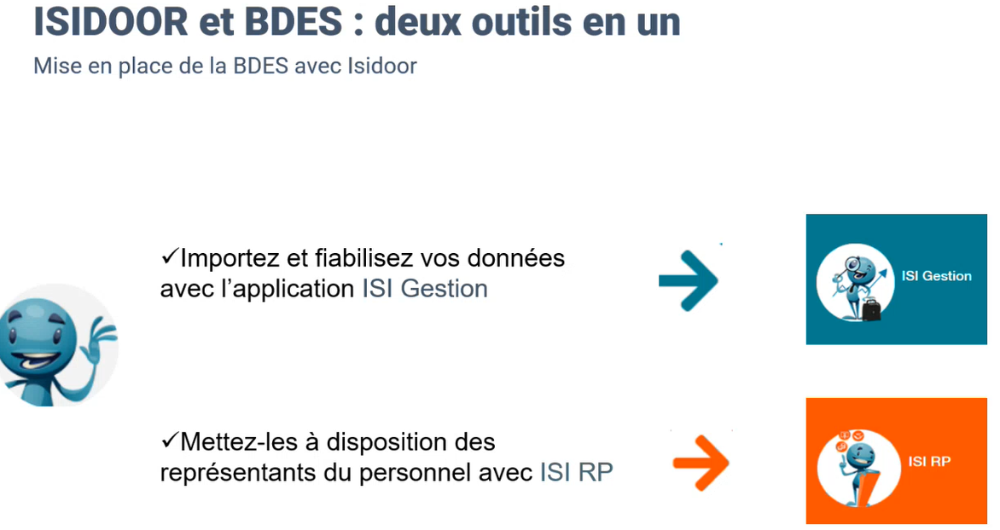 ISIDOOR et BDES : deux outils en un
Mise en place de la BDES avec Isidoor
✓Importez et fiabilisez vos données
avec l’application ISI Gestion
ISI Gestion
✓Mettez-les à disposition des
représentants du personnel avec ISI RP
ISI RP